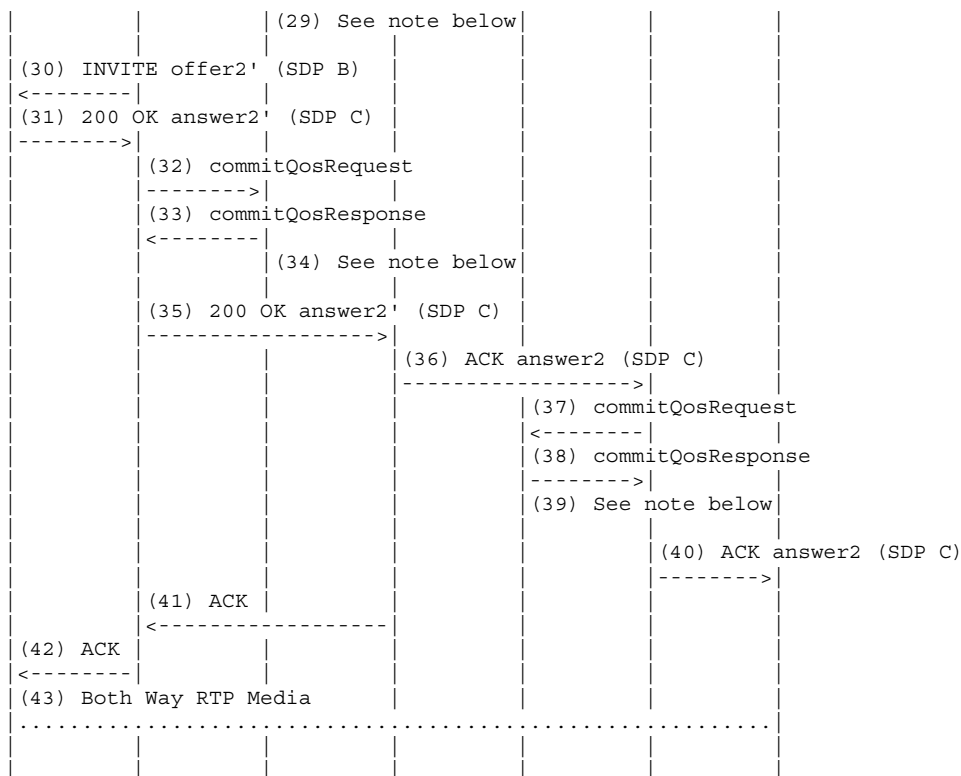 (29) See note below
(30) INVITE offer2' (SDP B)
(31) 200 OK answer2' (SDP C)
(32) commitQosRequest
(33) commitQosResponse
(34) See note below
(35) 200 OK answer2' (SDP C)
(36) ACK answer2 (SDP C)
(37) commitQosRequest
(38) commitQosResponse
(39) See note below
(40) ACK answer2 (SDP C)
(41) ACK
(42) ACK
(43) Both Way RTP Media